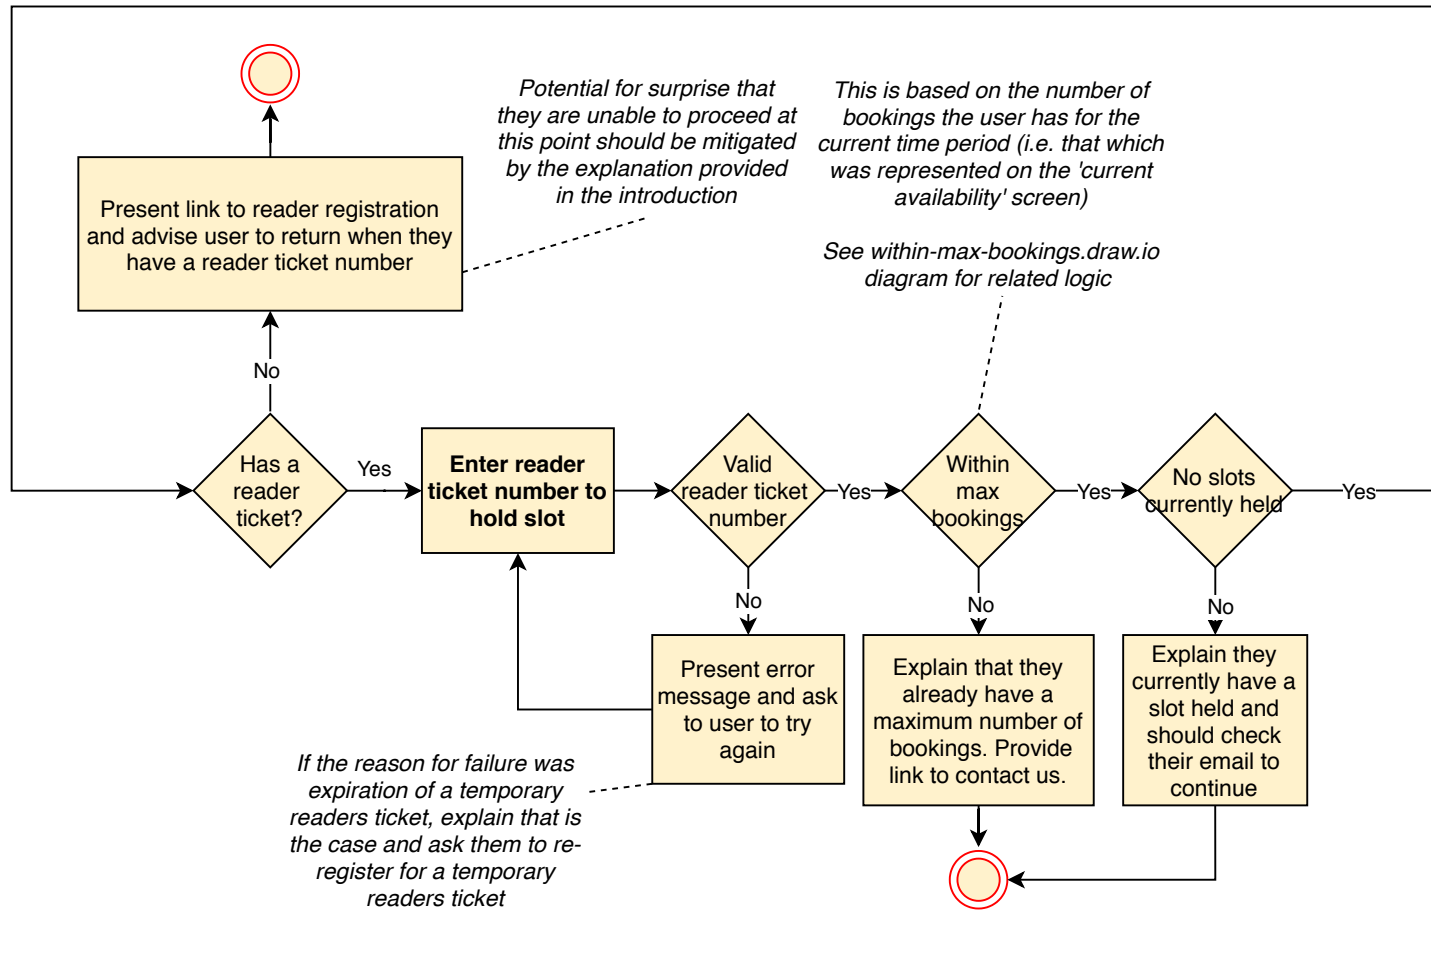 Potential for surprise that
they are unable to proceed at
this point should be mitigated
by the explanation provided
in the introduction
This is based on the number of
bookings the user has for the
current time period (i.e. that which
was represented on the 'current
availability' screen)
See within-max-bookings.draw.io
diagram for related logic
Present link to reader registration
and advise user to return when they
have a reader ticket number
No
Has a
reader
ticket?
Yes
Enter reader
ticket number to
hold slot
Valid
reader ticket
number
Yes
Within
max
bookings
Yes
No slots
currently held
Yes
No
No
No
Present error
message and ask
to user to try
again
Explain that they
already have a
maximum number of
bookings. Provide
link to contact us.
Explain they
currently have a
slot held and
should check
their email to
continue
If the reason for failure was
expiration of a temporary
readers ticket, explain that is
the case and ask them to re-
register for a temporary
readers ticket